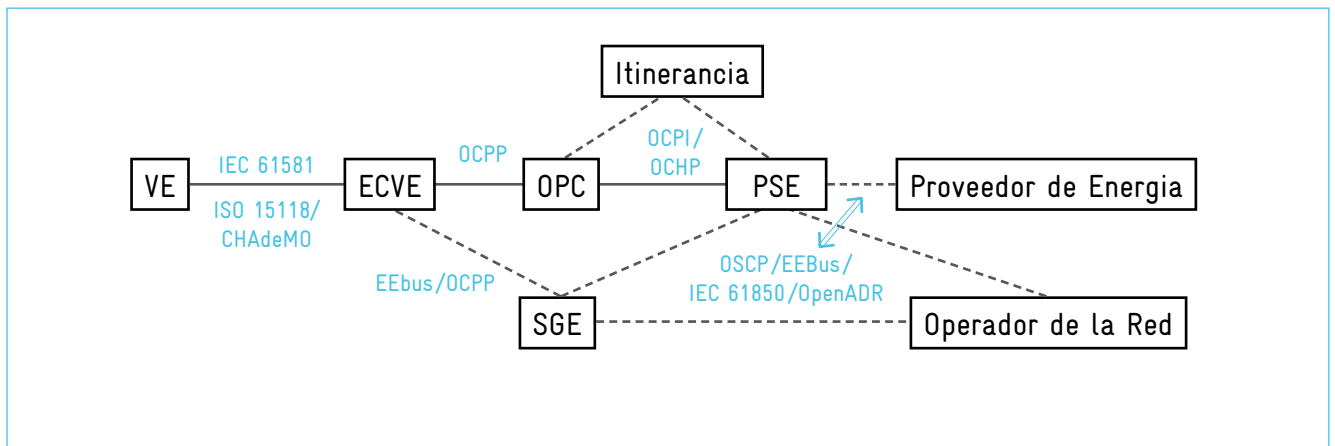 Itinerancia
IEC 61581
OCPP
OCPI/
OCHP
VE
ECVE
OPC
PSE
Proveedor de Energia
ISO 15118/
CHAdeMO
EEbus/OCPP
OSCP/EEBus/
IEC 61850/OpenADR
SGE
Operador de la Red